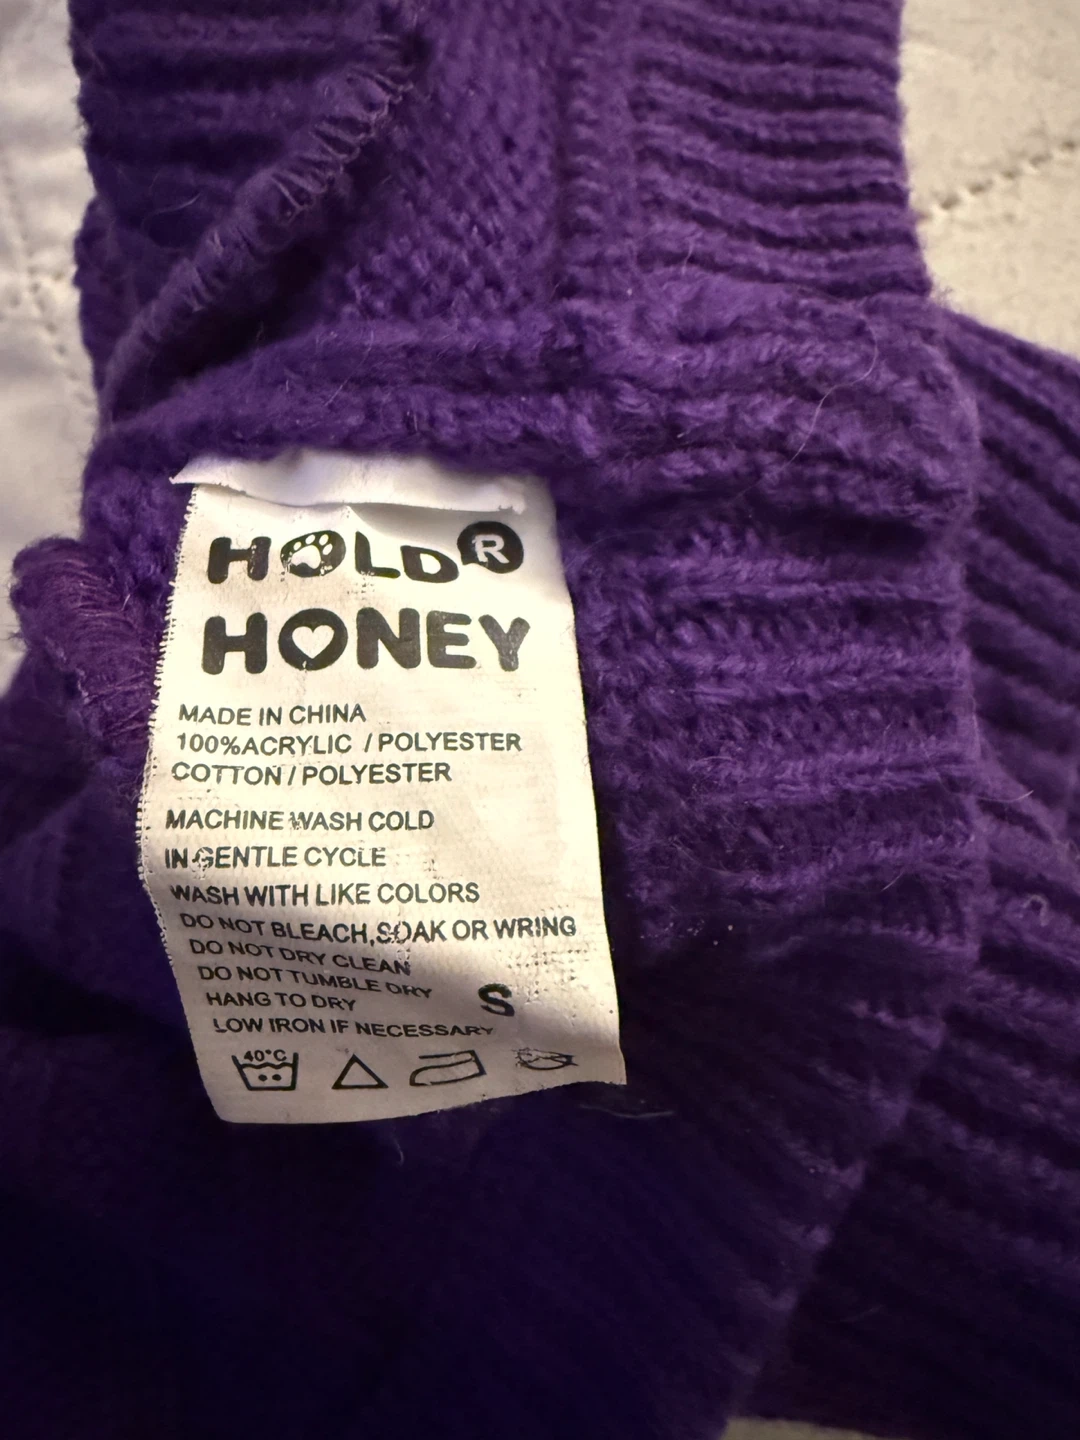 HOLD®
HONEY
MADE IN CHINA
100%ACRYLIC / POLYESTER
COTTON / POLYESTER
MACHINE WASH COLD
IN GENTLE CYCLE
WASH WITH LIKE COLORS
DO NOT BLEACH,SOAK OR WRING
DO NOT DRY CLEAN
DO NOT TUMBLE DRY
HANG TO DRY
S
LOW IRON IF NECESSARY
40°C